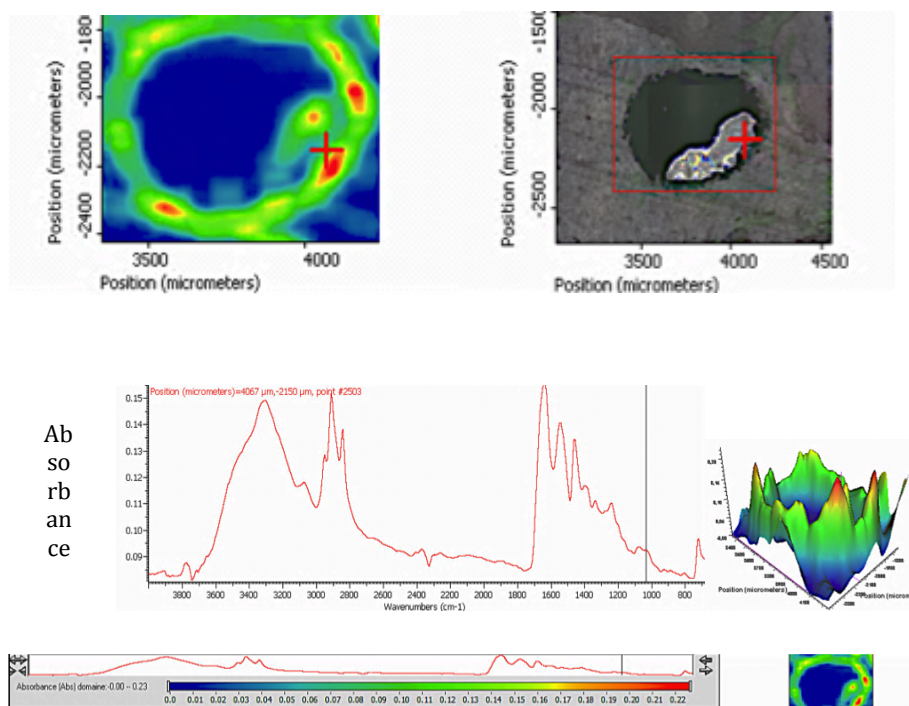 -1800
-2000
-2200
-2400
Position (micrometers)
3500 4000
Position (micrometers)
-1500
-2000
-2500
Position (micrometers)
3500 4000 4500
Position (micrometers)
Position (micrometers)=4067 µm,-2150 µm, point #2503
Ab
so
rb
an
ce
0.15
0.14
0.13
0.12
0.11
0.10
0.09
3800 3600 3400 3200 3000 2800 2600 2400 2200 2000 1800 1600 1400 1200 1000 800
Wavenumbers (cm-1)
Position (micrometers)
Position (microm
Absorbance (Abs) domaine:-0.00 -- 0.23
0.0 0.01 0.02 0.03 0.04 0.05 0.06 0.07 0.08 0.09 0.10 0.11 0.12 0.13 0.14 0.15 0.16 0.17 0.18 0.19 0.20 0.21 0.22